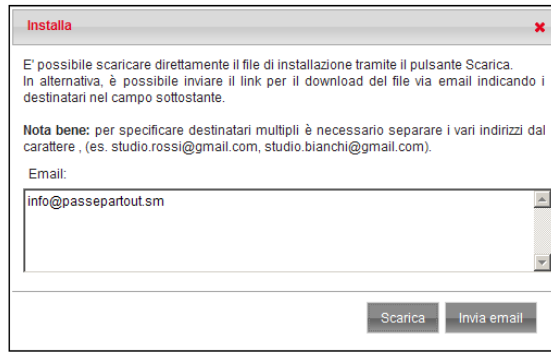 Installa
E' possibile scaricare direttamente il file di installazione tramite il pulsante Scarica.
In alternativa, è possibile inviare il link per il download del file via email indicando i
destinatari nel campo sottostante.
Nota bene: per specificare destinatari multipli è necessario separare i vari indirizzi dal
carattere , (es. studio.rossi@gmail.com, studio.bianchi@gmail.com).
Email:
info@passepartout.sm
Scarica Invia email